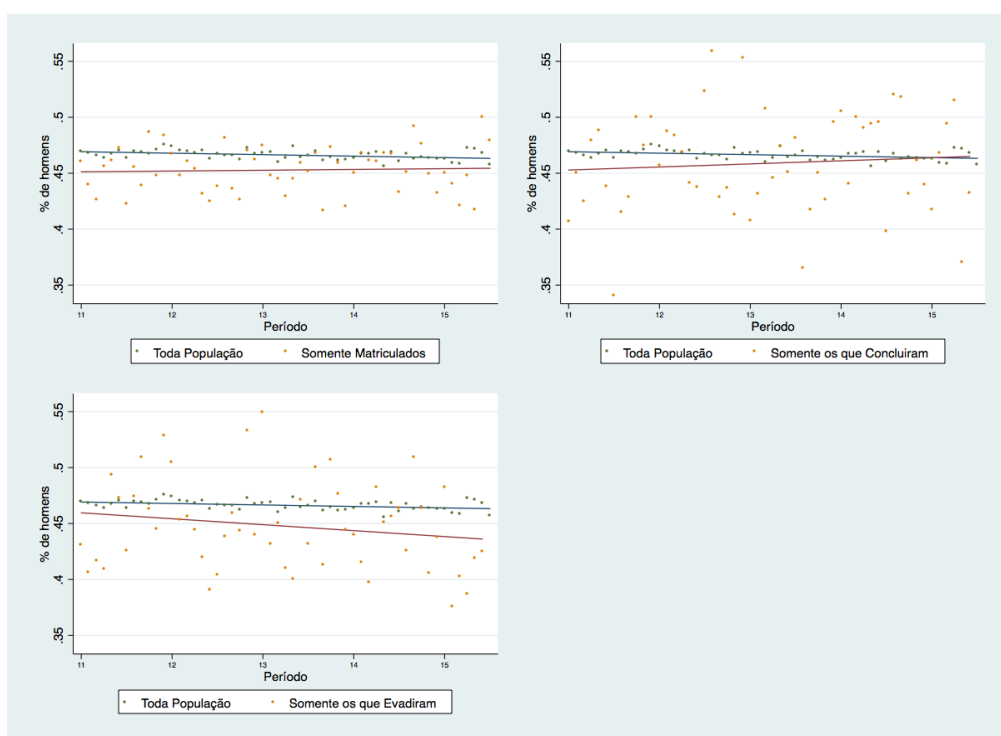 % de homens
.55
.5
.45
.4
.35
11 12 13 14 15
Período
Toda População Somente Matriculados
% de homens
.55
.5
.45
.4
.35
11 12 13 14 15
Período
Toda População Somente os que Concluiram
% de homens
.55
.5
.45
.4
.35
11 12 13 14 15
Período
Toda População Somente os que Evadiram